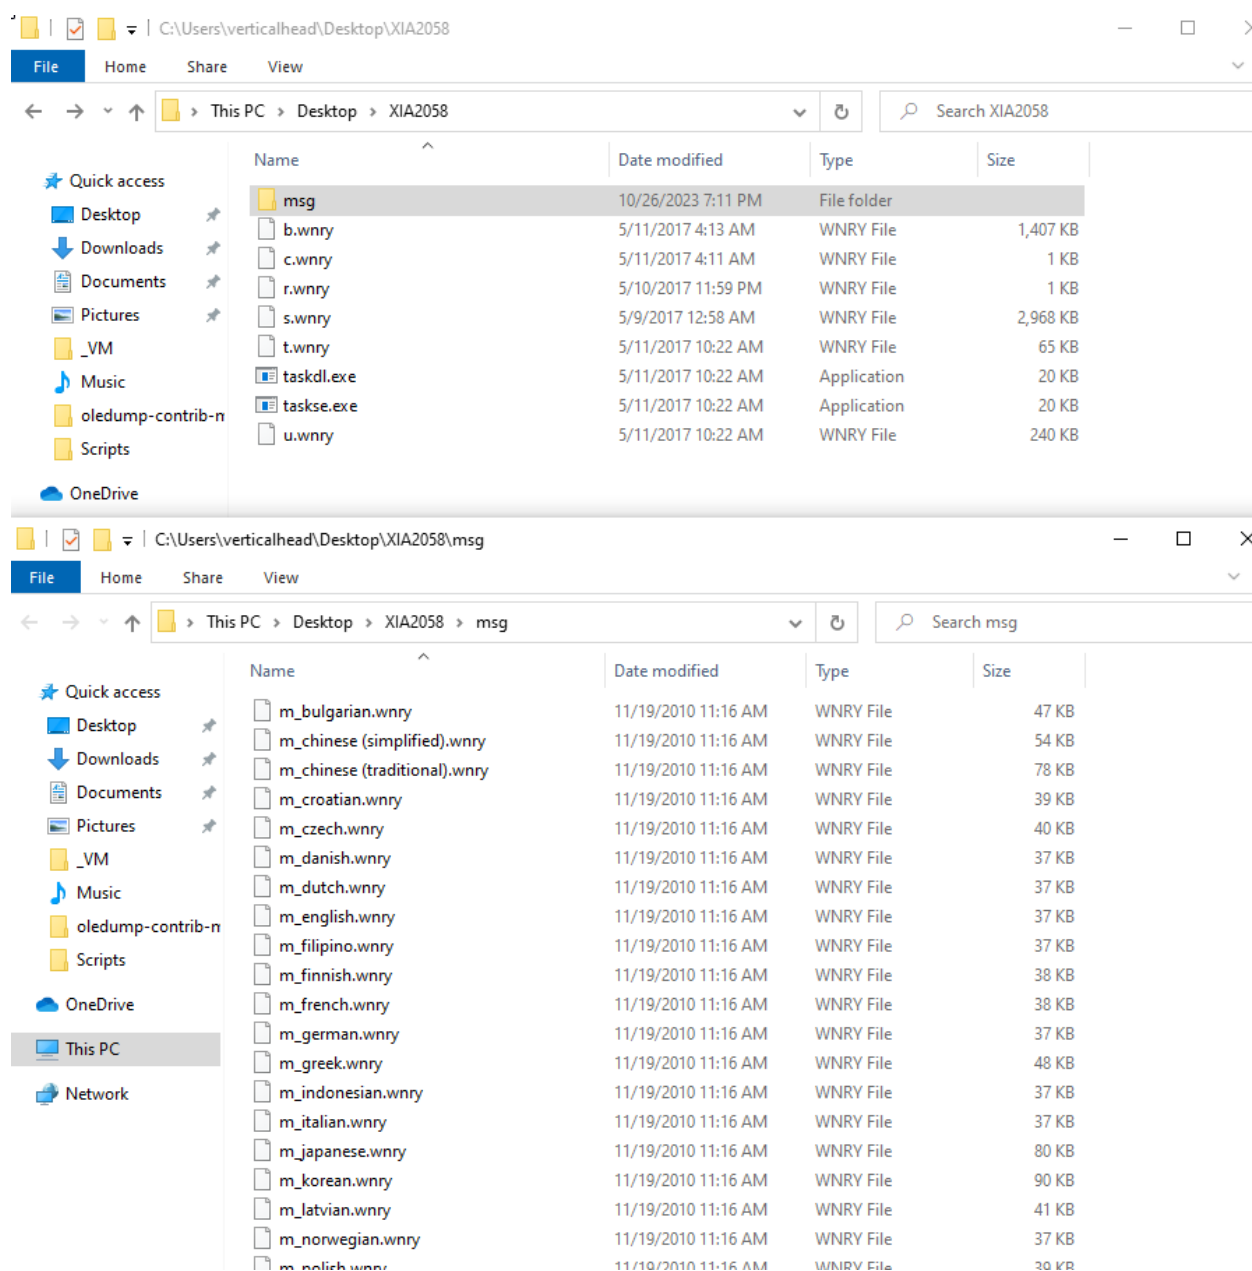 C:\Users\verticalhead\Desktop\XIA2058
File Home Share View
This PC > Desktop > XIA2058 Search XIA2058
Name Date modified Type Size
Quick access
Desktop
Downloads
Documents
Pictures
_VM
Music
oledump-contrib-m
Scripts
OneDrive
msg 10/26/2023 7:11 PM File folder
b.wnry 5/11/2017 4:13 AM WNRY File 1,407 KB
c.wnry 5/11/2017 4:11 AM WNRY File 1 KB
r.wnry 5/10/2017 11:59 PM WNRY File 1 KB
s.wnry 5/9/2017 12:58 AM WNRY File 2,968 KB
t.wnry 5/11/2017 10:22 AM WNRY File 65 KB
taskdl.exe 5/11/2017 10:22 AM Application 20 KB
taskse.exe 5/11/2017 10:22 AM Application 20 KB
u.wnry 5/11/2017 10:22 AM WNRY File 240 KB
C:\Users\verticalhead\Desktop\XIA2058\msg
File Home Share View
This PC > Desktop > XIA2058 > msg Search msg
Name Date modified Type Size
Quick access
Desktop
Downloads
Documents
Pictures
_VM
Music
oledump-contrib-m
Scripts
OneDrive
This PC
Network
m_bulgarian.wnry 11/19/2010 11:16 AM WNRY File 47 KB
m_chinese (simplified).wnry 11/19/2010 11:16 AM WNRY File 54 KB
m_chinese (traditional).wnry 11/19/2010 11:16 AM WNRY File 78 KB
m_croatian.wnry 11/19/2010 11:16 AM WNRY File 39 KB
m_czech.wnry 11/19/2010 11:16 AM WNRY File 40 KB
m_danish.wnry 11/19/2010 11:16 AM WNRY File 37 KB
m_dutch.wnry 11/19/2010 11:16 AM WNRY File 37 KB
m_english.wnry 11/19/2010 11:16 AM WNRY File 37 KB
m_filipino.wnry 11/19/2010 11:16 AM WNRY File 37 KB
m_finnish.wnry 11/19/2010 11:16 AM WNRY File 38 KB
m_french.wnry 11/19/2010 11:16 AM WNRY File 38 KB
m_german.wnry 11/19/2010 11:16 AM WNRY File 37 KB
m_greek.wnry 11/19/2010 11:16 AM WNRY File 48 KB
m_indonesian.wnry 11/19/2010 11:16 AM WNRY File 37 KB
m_italian.wnry 11/19/2010 11:16 AM WNRY File 37 KB
m_japanese.wnry 11/19/2010 11:16 AM WNRY File 80 KB
m_korean.wnry 11/19/2010 11:16 AM WNRY File 90 KB
m_latvian.wnry 11/19/2010 11:16 AM WNRY File 41 KB
m_norwegian.wnry 11/19/2010 11:16 AM WNRY File 37 KB
m_polish.wnry 11/19/2010 11:16 AM WNRY File 39 KB